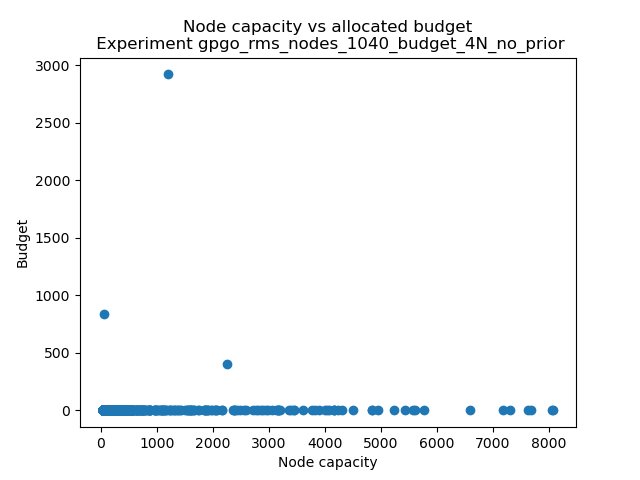 Node capacity vs allocated budget
Experiment gpgo_rms_nodes_1040_budget_4N_no_prior
3000
2500
2000
1500
1000
500
0
Budget
0 1000 2000 3000 4000 5000 6000 7000 8000
Node capacity